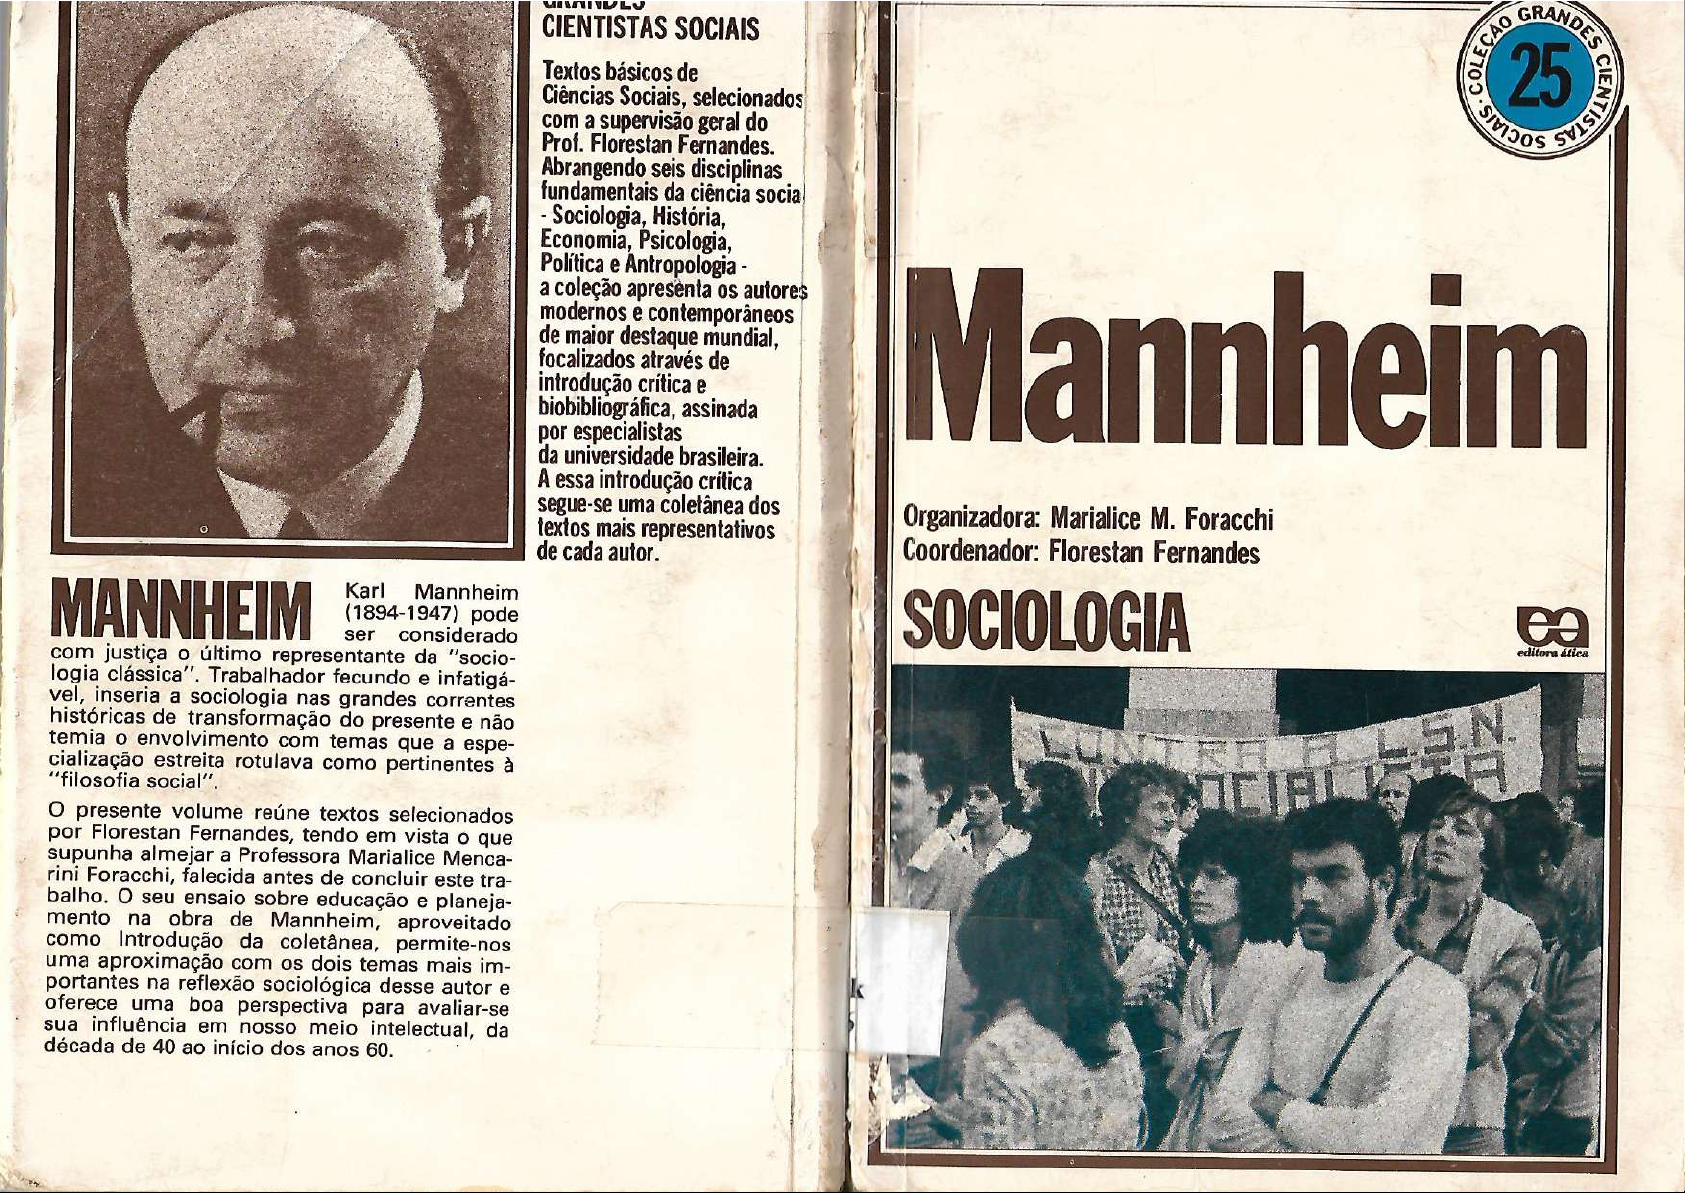 GRANDES
CIENTISTAS SOCIAIS
Textos básicos de
Ciências Sociais, selecionados
com a supervisão geral do
Prof. Florestan Fernandes.
Abrangendo seis disciplinas
fundamentais da ciência social
- Sociologia, História,
Economia, Psicologia,
Política e Antropologia -
a coleção apresenta os autores
modernos e contemporâneos
de maior destaque mundial,
focalizados através de
introdução crítica e
biobibliográfica, assinada
por especialistas
da universidade brasileira.
A essa introdução crítica
segue-se uma coletânea dos
textos mais representativos
de cada autor.
MANNHEIM
Karl Mannheim
(1894-1947) pode
ser considerado
com justiça o último representante da "socio-
logia clássica". Trabalhador fecundo e infatigá-
vel, inseria a sociologia nas grandes correntes
históricas de transformação do presente e não
temia o envolvimento com temas que a espe-
cialização estreita rotulava como pertinentes à
"filosofia social".
O presente volume reúne textos selecionados
por Florestan Fernandes, tendo em vista o que
supunha almejar a Professora Marialice Menca-
rini Foracchi, falecida antes de concluir este tra-
balho. O seu ensaio sobre educação e planeja-
mento na obra de Mannheim, aproveitado
como Introdução da coletânea, permite-nos
uma aproximação com os dois temas mais im-
portantes na reflexão sociológica desse autor e
oferece uma boa perspectiva para avaliar-se
sua influência em nosso meio intelectual, da
década de 40 ao início dos anos 60.
COLEÇÃO GRANDES CIENTISTAS SOCIAIS
25
Mannheim
Organizadora: Marialice M. Foracchi
Coordenador: Florestan Fernandes
SOCIOLOGIA
ea
editora ática
CONTRA A L.S.N.
SOCIALISTA